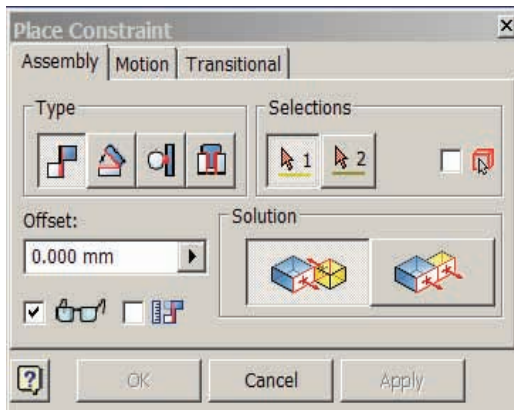 Place Constraint
Assembly Motion Transitional
Type Selections
1 2
Offset: Solution
0.000 mm
OK Cancel Apply